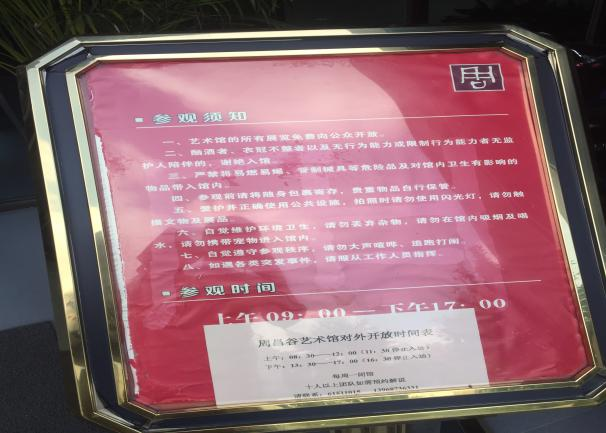 周昌谷
参观须知
一、艺术馆的所有展览免费向公众开放。
二、酗酒者、衣冠不整者以及无行为能力或限制行为能力者无监
护人陪伴的，谢绝入馆。
三、严禁将易燃易爆、管制械具等危险品及对馆内卫生有影响的
物品带入馆内。
四、参观前请将随身包裹寄存，贵重物品自行保管。
五、爱护并正确使用公共设施，拍照时请勿使用闪光灯，请勿触
摸文物及展品。
六、自觉维护环境卫生，请勿丢弃杂物，请勿在馆内吸烟及喝
水，请勿携带宠物进入馆内。
七、自觉遵守参观秩序，请勿大声喧哗、追跑打闹。
八、如遇各类突发事件，请服从工作人员指挥。
参观时间
上午09：00—下午17：00
周昌谷艺术馆对外开放时间表
上午：08：30——12：00（11：30停止入场）
下午：13：30——17：00（16：30停止入场）
每周一闭馆
十人以上团队如需预约解说
请联系：